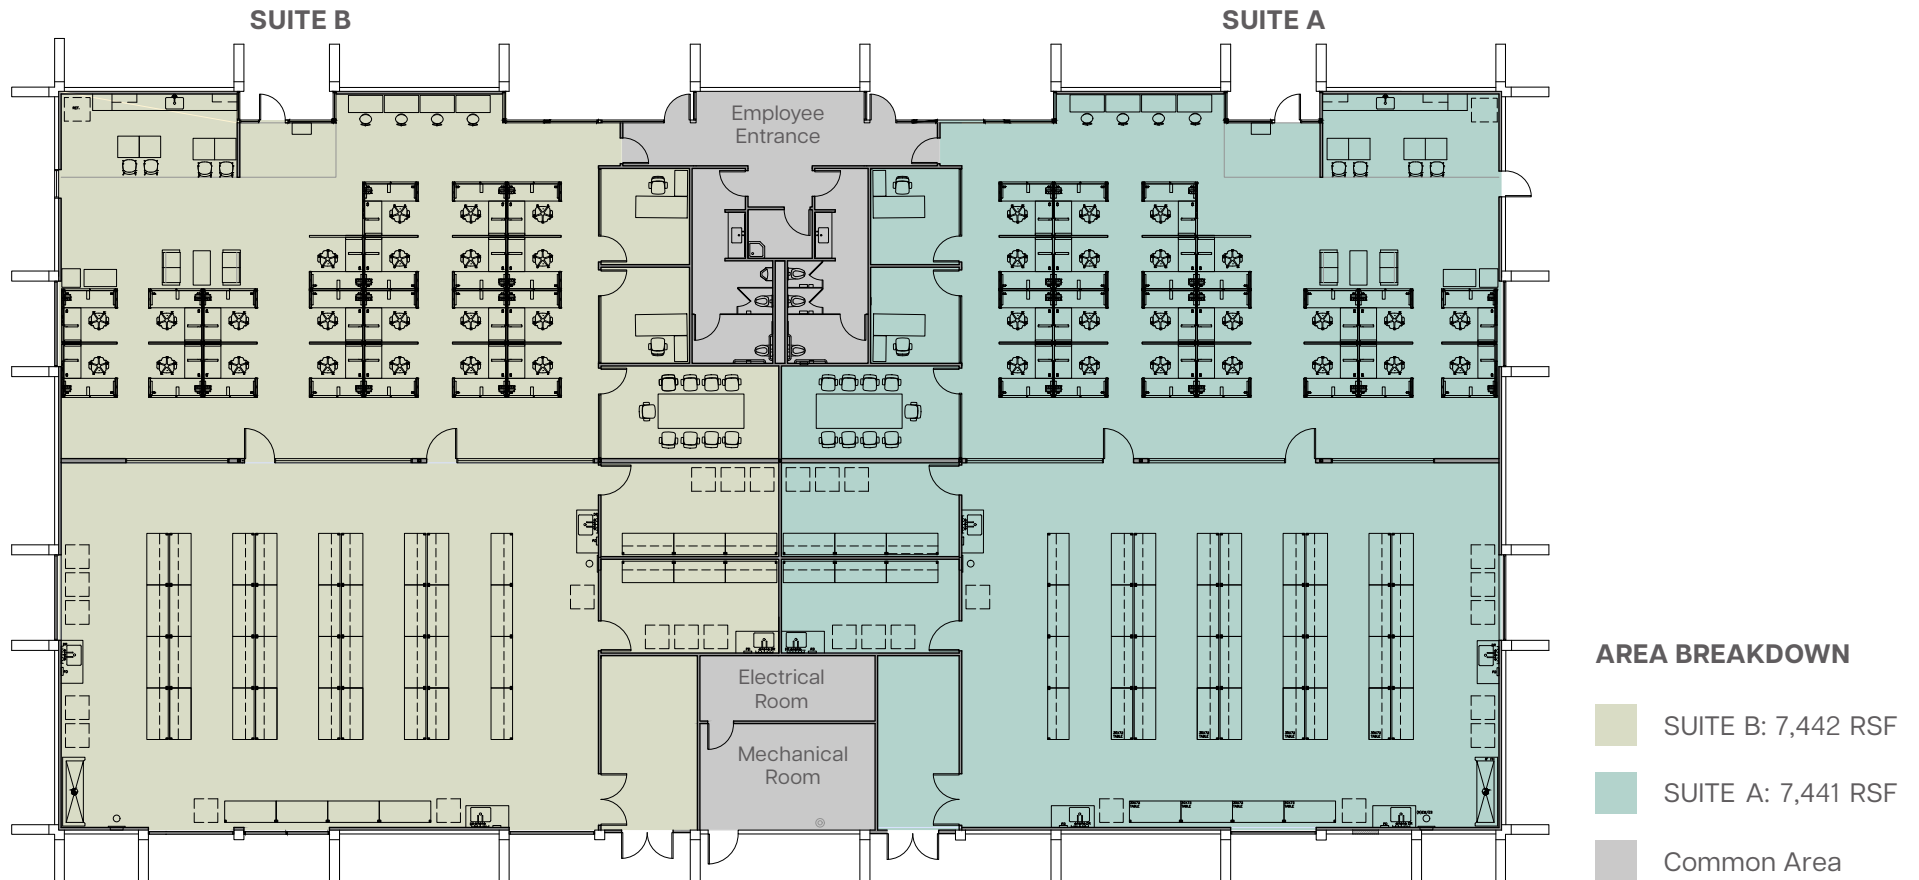 SUITE B
SUITE A
Employee
Entrance
REF.
Electrical
Room
Mechanical
Room
AREA BREAKDOWN
SUITE B: 7,442 RSF
SUITE A: 7,441 RSF
Common Area